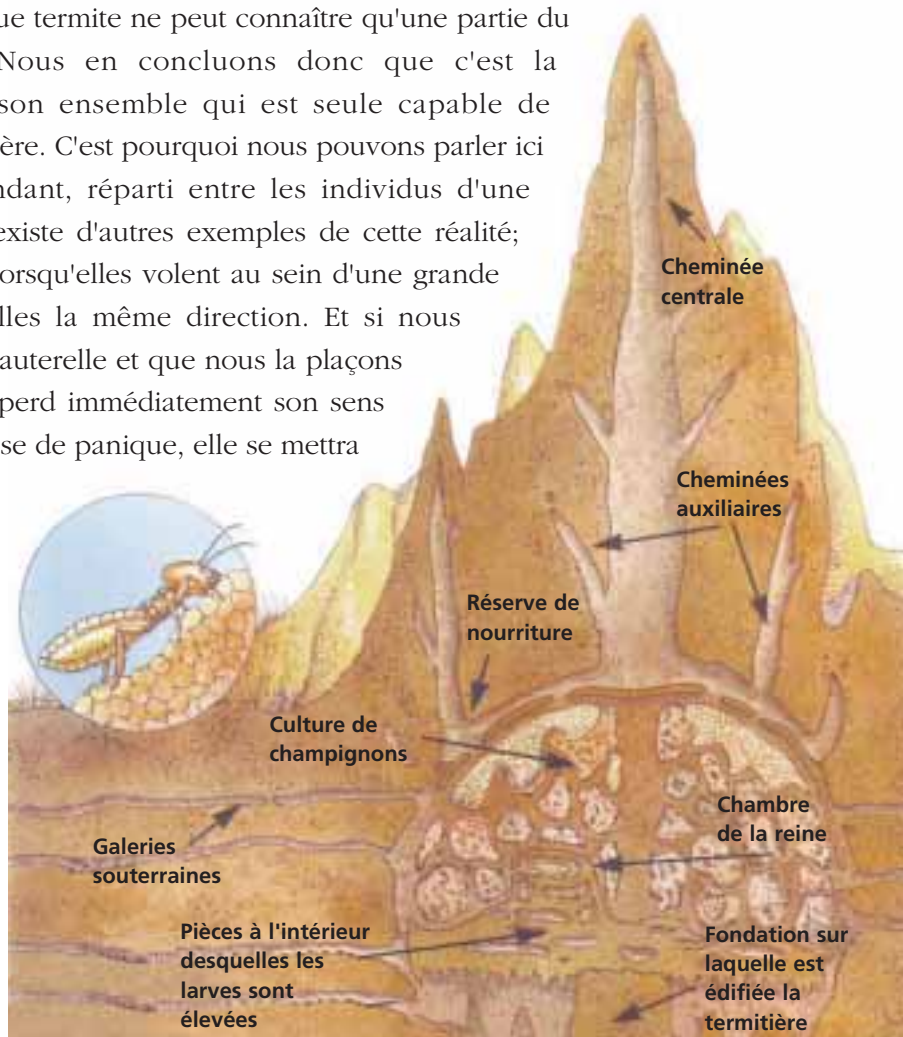 ue termite ne peut connaître qu'une partie du
Nous en concluons donc que c'est la
son ensemble qui est seule capable de
ère. C'est pourquoi nous pouvons parler ici
ndant, réparti entre les individus d'une
existe d'autres exemples de cette réalité;
orsqu'elles volent au sein d'une grande
lles la même direction. Et si nous
auterelle et que nous la plaçons
perd immédiatement son sens
se de panique, elle se mettra
Cheminée
centrale
Cheminées
auxiliaires
Réserve de
nourriture
Culture de
champignons
Chambre
de la reine
Galeries
souterraines
Pièces à l'intérieur
desquelles les
larves sont
élevées
Fondation sur
laquelle est
édifiée la
termitière